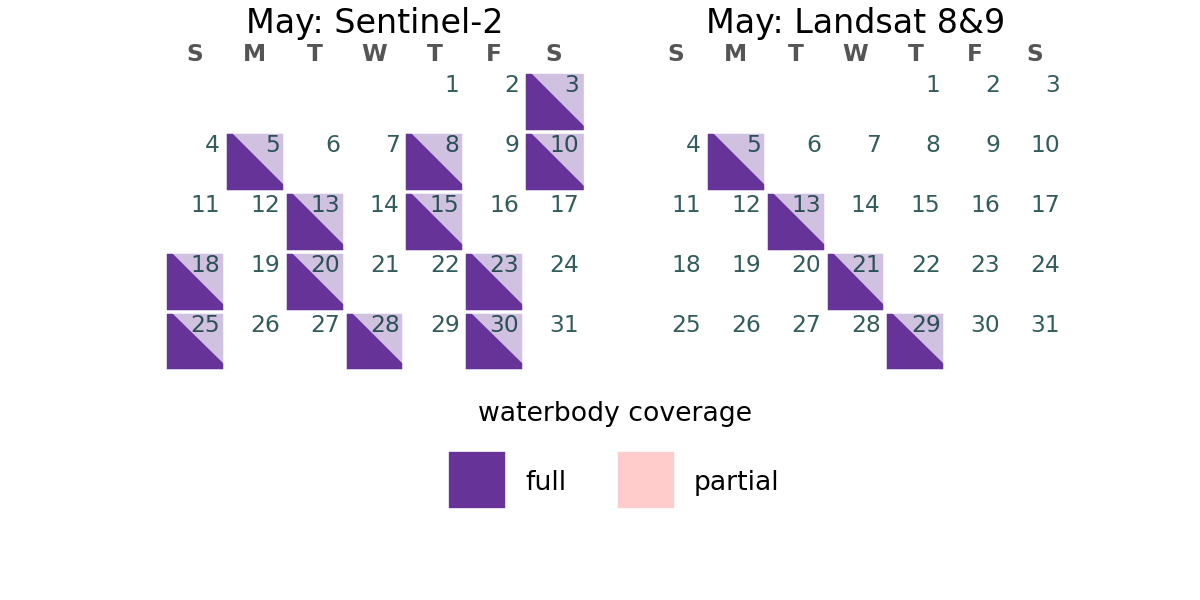 May: Sentinel-2
S M T W T F S
1 2 3
4 5 6 7 8 9 10
11 12 13 14 15 16 17
18 19 20 21 22 23 24
25 26 27 28 29 30 31
May: Landsat 8&9
S M T W T F S
1 2 3
4 5 6 7 8 9 10
11 12 13 14 15 16 17
18 19 20 21 22 23 24
25 26 27 28 29 30 31
waterbody coverage
full
partial